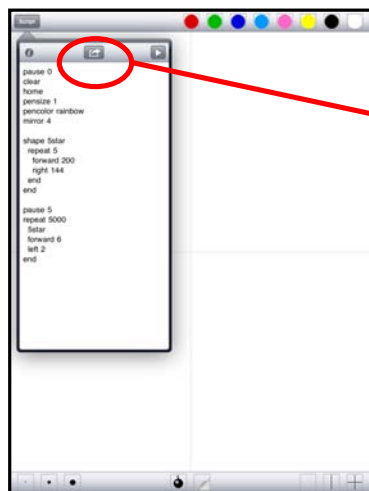 Script
i
pause 0
clear
home
pensize 1
pencolor rainbow
mirror 4
shape 5star
repeat 5
forward 200
right 144
end
end
pause 5
repeat 5000
5star
forward 6
left 2
end